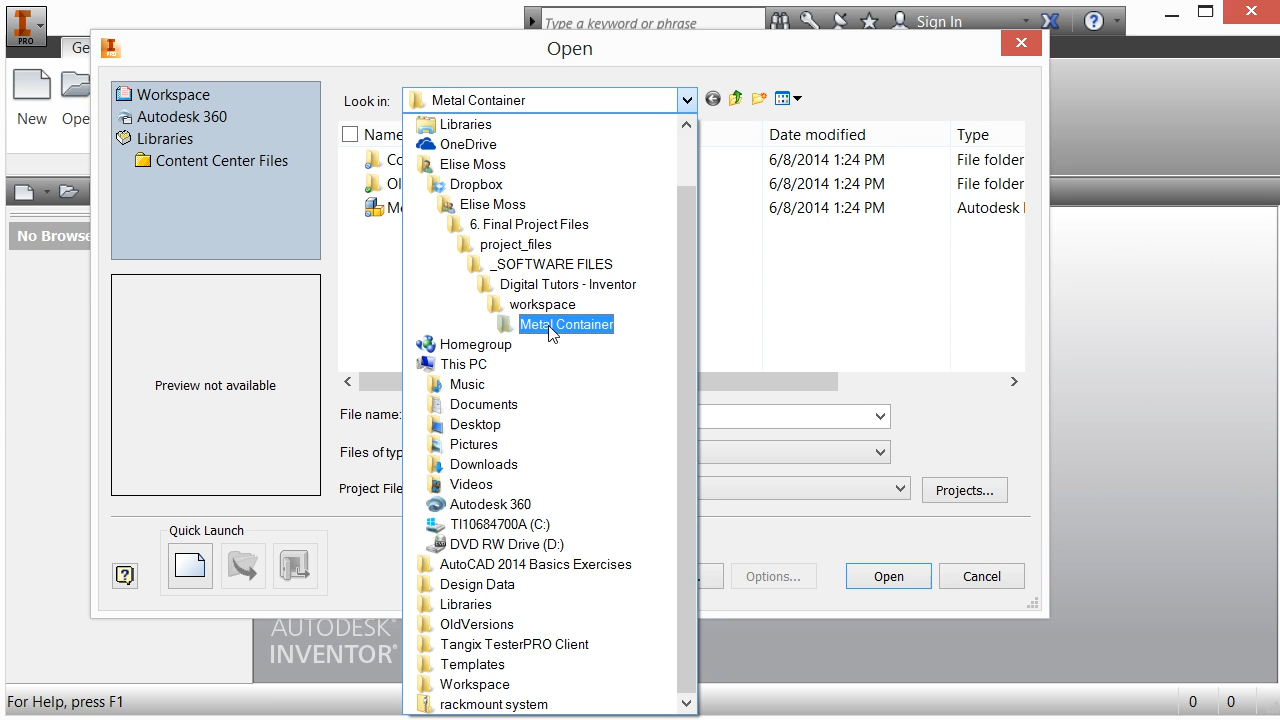 PRO
Type a keyword or phrase
Sign In
Ge
Open
New
Ope
Workspace
Autodesk 360
Libraries
Content Center Files
Look in:
Metal Container
Name
Date modified
Type
Co
6/8/2014 1:24 PM
File folder
Ol
6/8/2014 1:24 PM
File folder
Me
6/8/2014 1:24 PM
Autodesk I
No Browse
Libraries
OneDrive
Elise Moss
Dropbox
Elise Moss
6. Final Project Files
project_files
_SOFTWARE FILES
Digital Tutors - Inventor
workspace
Metal Container
Homegroup
This PC
Music
Documents
Desktop
Pictures
Downloads
Videos
Autodesk 360
TI10684700A (C:)
DVD RW Drive (D:)
AutoCAD 2014 Basics Exercises
Design Data
Libraries
OldVersions
Tangix TesterPRO Client
Templates
Workspace
rackmount system
Preview not available
File name:
Files of typ
Project File
Projects...
Quick Launch
Options...
Open
Cancel
AUTODESK®
INVENTOR®
For Help, press F1
0
0